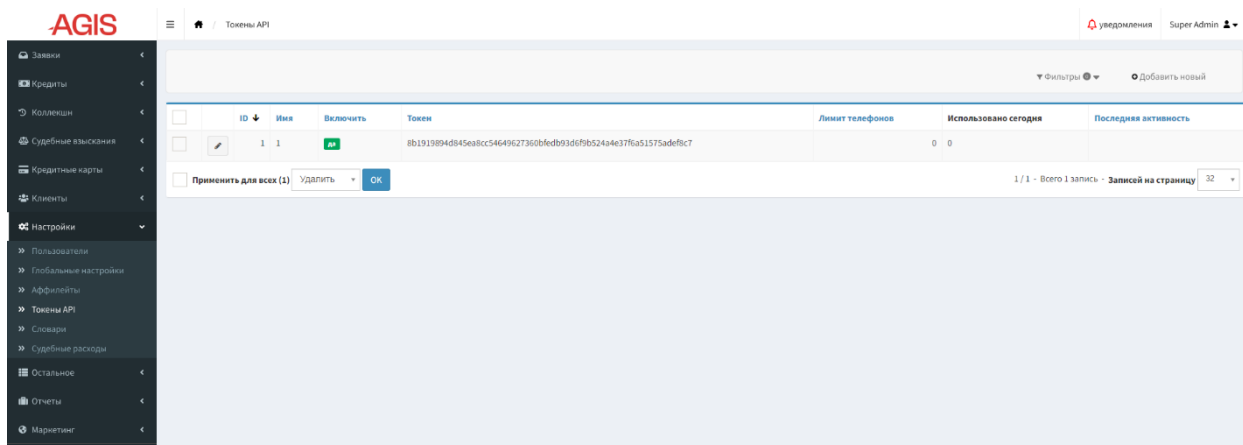 AGIS
/ Токены API
уведомления Super Admin
Заявки
Кредиты
Коллекшн
Судебные взыскания
Кредитные карты
Клиенты
Настройки
Пользователи
Глобальные настройки
Аффилейты
Токены API
Словари
Судебные расходы
Остальное
Отчеты
Маркетинг
Фильтры 0 Добавить новый
ID Имя Включить Токен Лимит телефонов Использовано сегодня Последняя активность
1 1 да 8b1919894d845ea8cc54649627360bfedb93d6f9b524a4e37f6a51575adef8c7 0 0
Применить для всех (1) Удалить OK
1 / 1 - Всего 1 запись - Записей на страницу 32